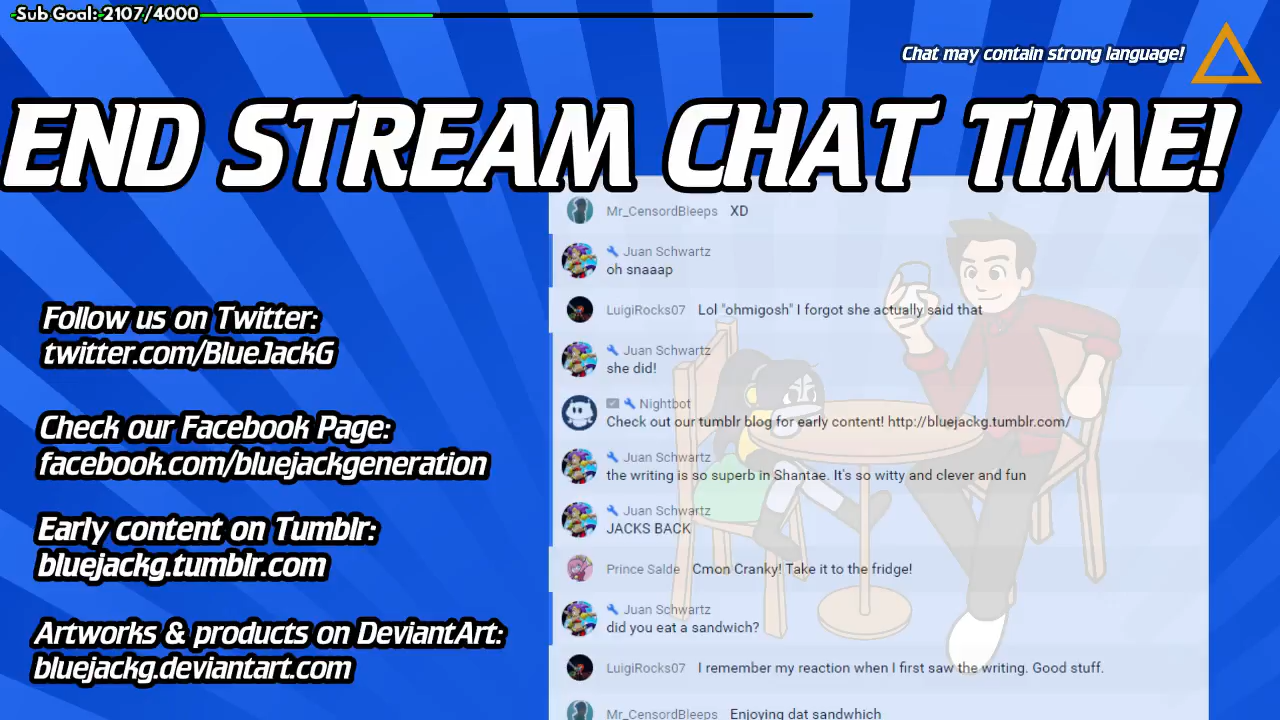 Sub Goal: 2107/4000
Chat may contain strong language!
END STREAM CHAT TIME!
Follow us on Twitter:
twitter.com/BlueJackG
Check our Facebook Page:
facebook.com/bluejackgeneration
Early content on Tumblr:
bluejackg.tumblr.com
Artworks & products on DeviantArt:
bluejackg.deviantart.com
Mr_CensordBleeps XD
Juan Schwartz
oh snaaap
LuigiRocks07 Lol "ohmigosh" I forgot she actually said that
Juan Schwartz
she did!
Nightbot
Check out our tumblr blog for early content! http://bluejackg.tumblr.com/
Juan Schwartz
the writing is so superb in Shantae. It's so witty and clever and fun
Juan Schwartz
JACKS BACK
Prince Salde Cmon Cranky! Take it to the fridge!
Juan Schwartz
did you eat a sandwich?
LuigiRocks07 I remember my reaction when I first saw the writing. Good stuff.
Mr_CensordBleeps Enjoying dat sandwhich